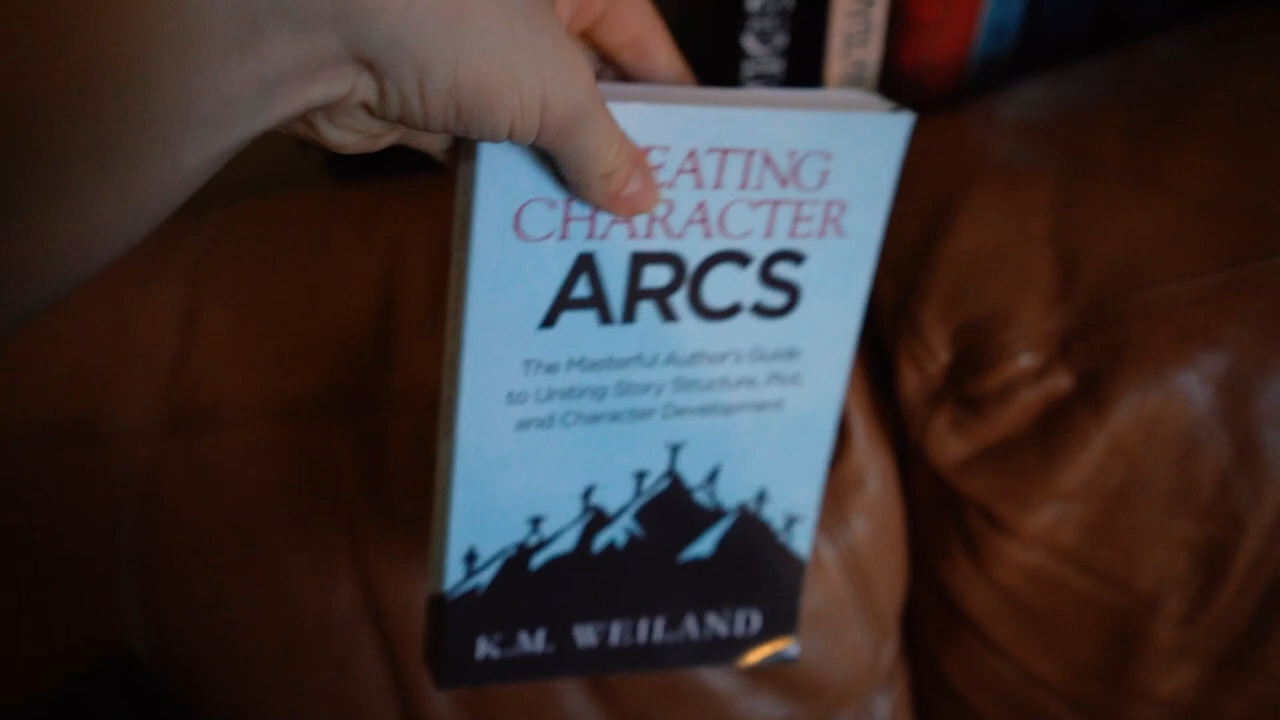 EATING
CHARACTER
ARCS
The Masterful Author's Guide
to Uniting Story Structure, Plot,
and Character Development
K.M. WEILAND